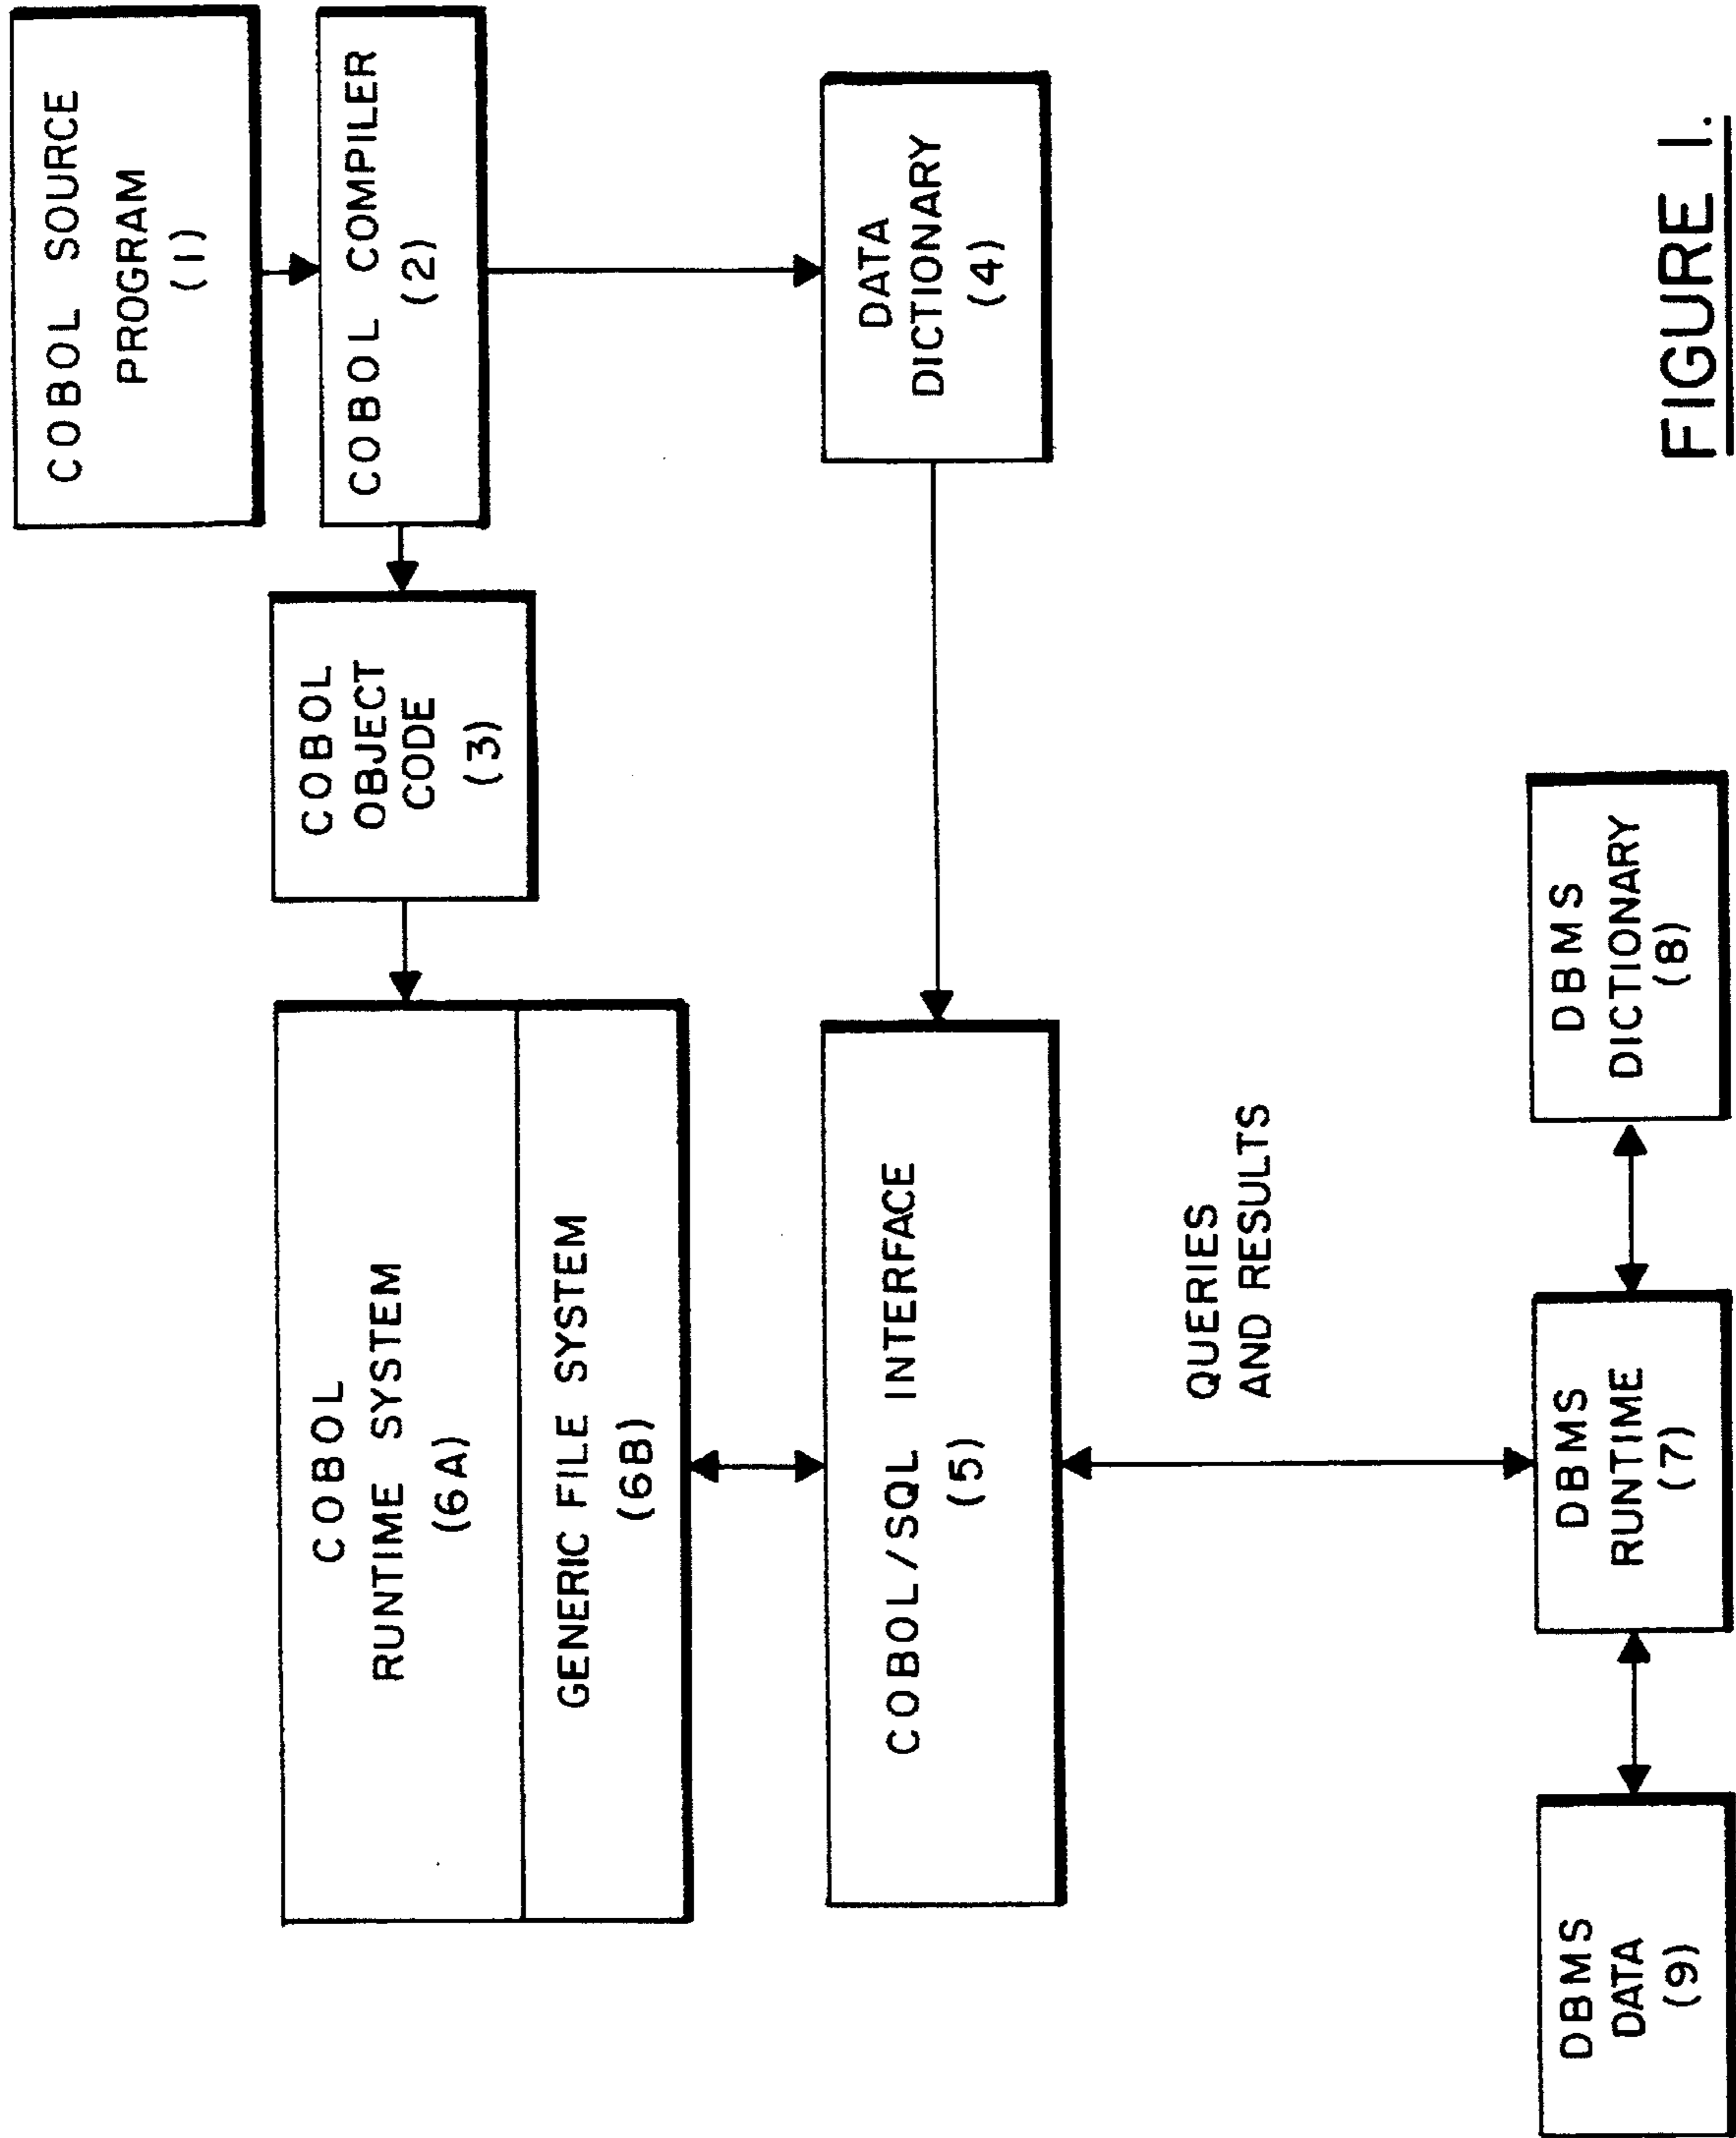 COBOL SOURCE
PROGRAM
(1)
COBOL COMPILER
(2)
COBOL
OBJECT
CODE
(3)
DATA
DICTIONARY
(4)
COBOL
RUNTIME SYSTEM
(6A)
GENERIC FILE SYSTEM
(6B)
COBOL/SQL INTERFACE
(5)
QUERIES
AND RESULTS
DBMS
DATA
(9)
DBMS
RUNTIME
(7)
DBMS
DICTIONARY
(8)
FIGURE 1.